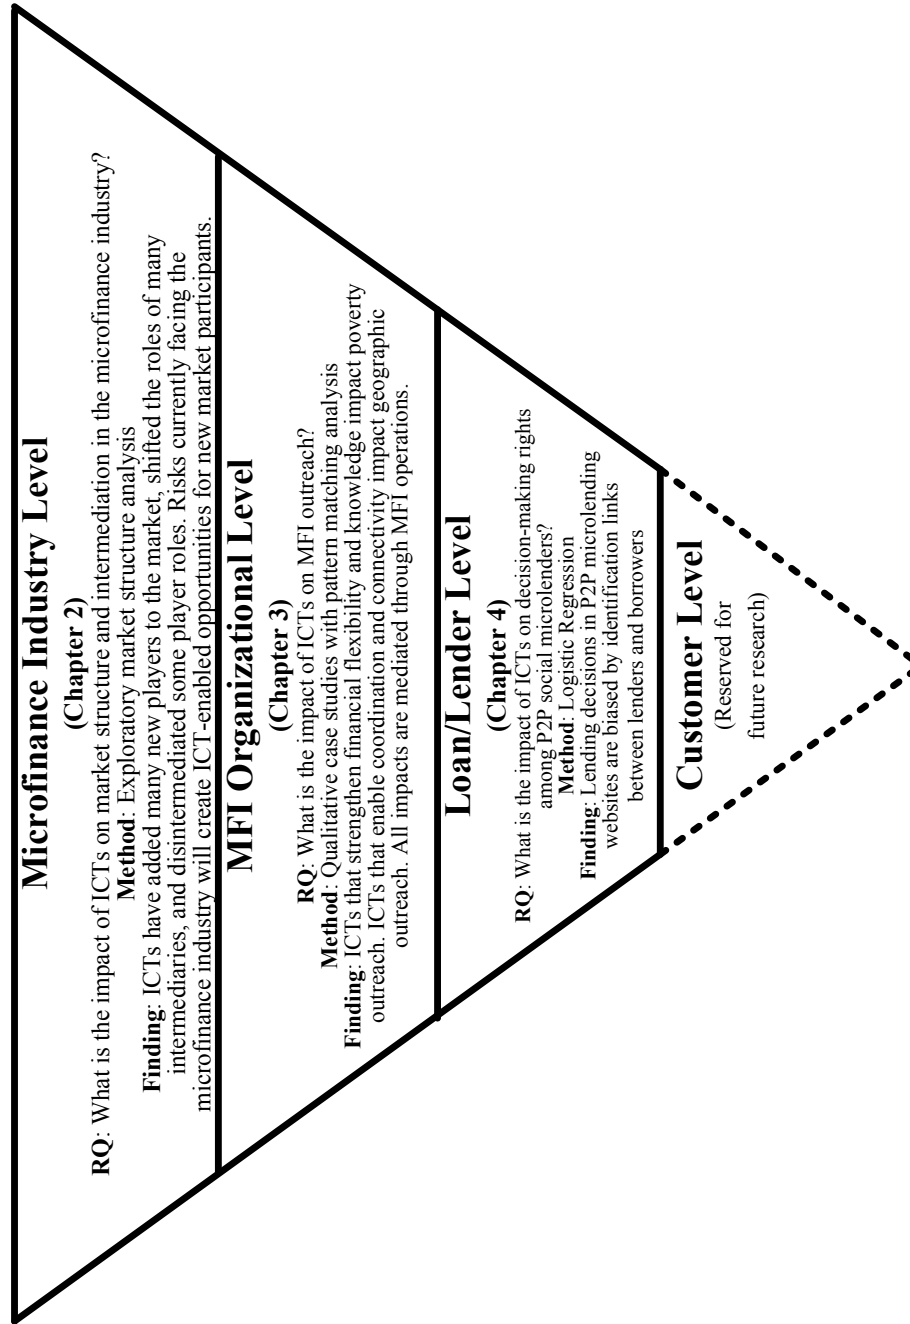 Microfinance Industry Level
(Chapter 2)
RQ: What is the impact of ICTs on market structure and intermediation in the microfinance industry?
Method: Exploratory market structure analysis
Finding: ICTs have added many new players to the market, shifted the roles of many
intermediaries, and disintermediated some player roles. Risks currently facing the
microfinance industry will create ICT-enabled opportunities for new market participants.
MFI Organizational Level
(Chapter 3)
RQ: What is the impact of ICTs on MFI outreach?
Method: Qualitative case studies with pattern matching analysis
Finding: ICTs that strengthen financial flexibility and knowledge impact poverty
outreach. ICTs that enable coordination and connectivity impact geographic
outreach. All impacts are mediated through MFI operations.
Loan/Lender Level
(Chapter 4)
RQ: What is the impact of ICTs on decision-making rights
among P2P social microlenders?
Method: Logistic Regression
Finding: Lending decisions in P2P microlending
websites are biased by identification links
between lenders and borrowers
Customer Level
(Reserved for
future research)